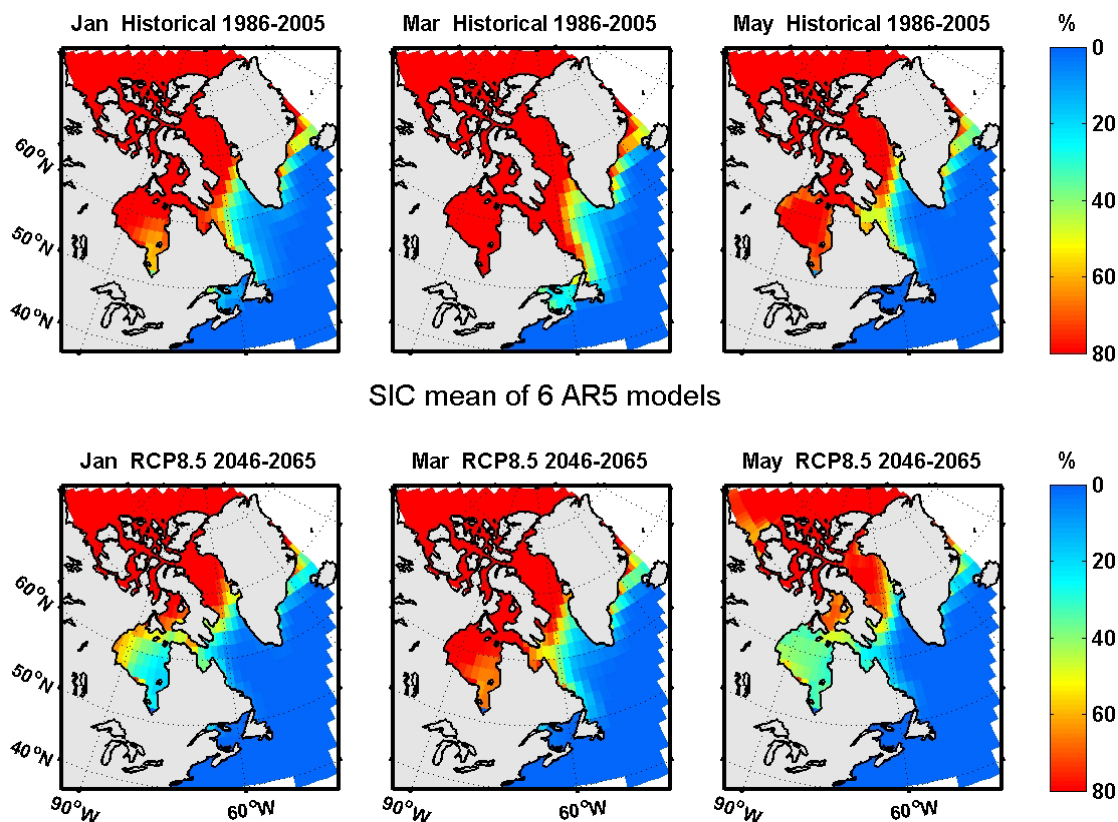 Jan Historical 1986-2005
Mar Historical 1986-2005
May Historical 1986-2005
%
0
20
40
60
80
60°N
50°N
40°N
SIC mean of 6 AR5 models
Jan RCP8.5 2046-2065
Mar RCP8.5 2046-2065
May RCP8.5 2046-2065
%
0
20
40
60
80
60°N
50°N
40°N
90°W
60°W
90°W
60°W
90°W
60°W